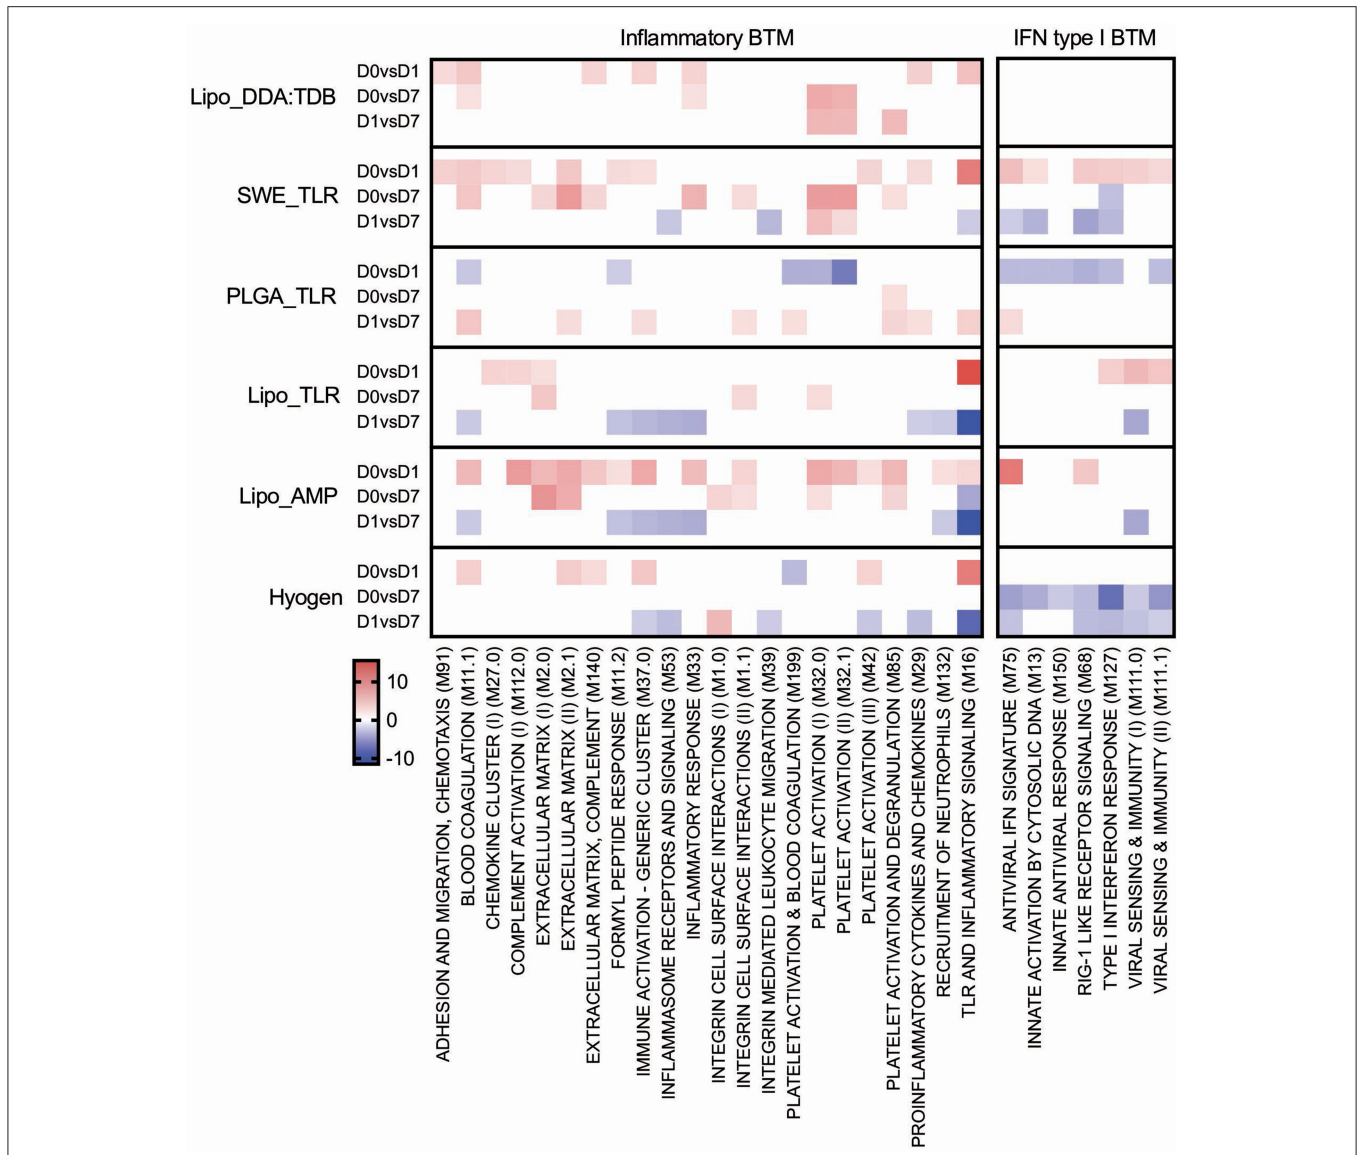 Inflammatory BTM
IFN type I BTM
Lipo_DDA:TDB
D0vsD1
D0vsD7
D1vsD7
SWE_TLR
D0vsD1
D0vsD7
D1vsD7
PLGA_TLR
D0vsD1
D0vsD7
D1vsD7
Lipo_TLR
D0vsD1
D0vsD7
D1vsD7
Lipo_AMP
D0vsD1
D0vsD7
D1vsD7
Hyogen
D0vsD1
D0vsD7
D1vsD7
10
0
-10
ADHESION AND MIGRATION, CHEMOTAXIS (M91)
BLOOD COAGULATION (M11.1)
CHEMOKINE CLUSTER (I) (M27.0)
COMPLEMENT ACTIVATION (I) (M112.0)
EXTRACELLULAR MATRIX (I) (M2.0)
EXTRACELLULAR MATRIX (II) (M2.1)
EXTRACELLULAR MATRIX, COMPLEMENT (M140)
FORMYL PEPTIDE RESPONSE (M11.2)
IMMUNE ACTIVATION - GENERIC CLUSTER (M37.0)
INFLAMMASOME RECEPTORS AND SIGNALING (M53)
INFLAMMATORY RESPONSE (M33)
INTEGRIN CELL SURFACE INTERACTIONS (I) (M1.0)
INTEGRIN CELL SURFACE INTERACTIONS (II) (M1.1)
INTEGRIN MEDIATED LEUKOCYTE MIGRATION (M39)
PLATELET ACTIVATION & BLOOD COAGULATION (M199)
PLATELET ACTIVATION (I) (M32.0)
PLATELET ACTIVATION (II) (M32.1)
PLATELET ACTIVATION (III) (M42)
PLATELET ACTIVATION AND DEGRANULATION (M85)
PROINFLAMMATORY CYTOKINES AND CHEMOKINES (M29)
RECRUITMENT OF NEUTROPHILS (M132)
TLR AND INFLAMMATORY SIGNALING (M16)
ANTIVIRAL IFN SIGNATURE (M75)
INNATE ACTIVATION BY CYTOSOLIC DNA (M13)
INNATE ANTIVIRAL RESPONSE (M150)
RIG-1 LIKE RECEPTOR SIGNALING (M68)
TYPE I INTERFERON RESPONSE (M127)
VIRAL SENSING & IMMUNITY (I) (M111.0)
VIRAL SENSING & IMMUNITY (II) (M111.1)